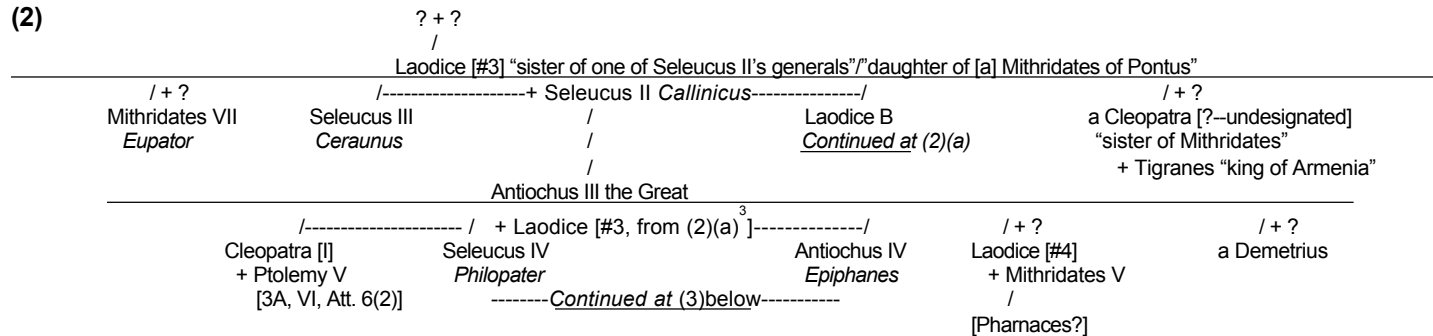 (2)
? + ?
/
Laodice [#3] “sister of one of Seleucus II's generals”/”daughter of [a] Mithridates of Pontus”
/ + ? /---------------------+ Seleucus II Callinicus---------------/ / + ?
Mithridates VII Seleucus III / Laodice B a Cleopatra [?--undesignated]
Eupator Ceraunus / Continued at (2)(a) “sister of Mithridates”
/ + Tigranes “king of Armenia”
Antiochus III the Great
/---------------------- / + Laodice [#3, from (2)(a)3]--------------/ / + ? / + ?
Cleopatra [I] Seleucus IV Antiochus IV Laodice [#4] a Demetrius
+ Ptolemy V Philopater Epiphanes + Mithridates V
[3A, VI, Att. 6(2)] --------Continued at (3)below----------- /
[Pharnaces?]